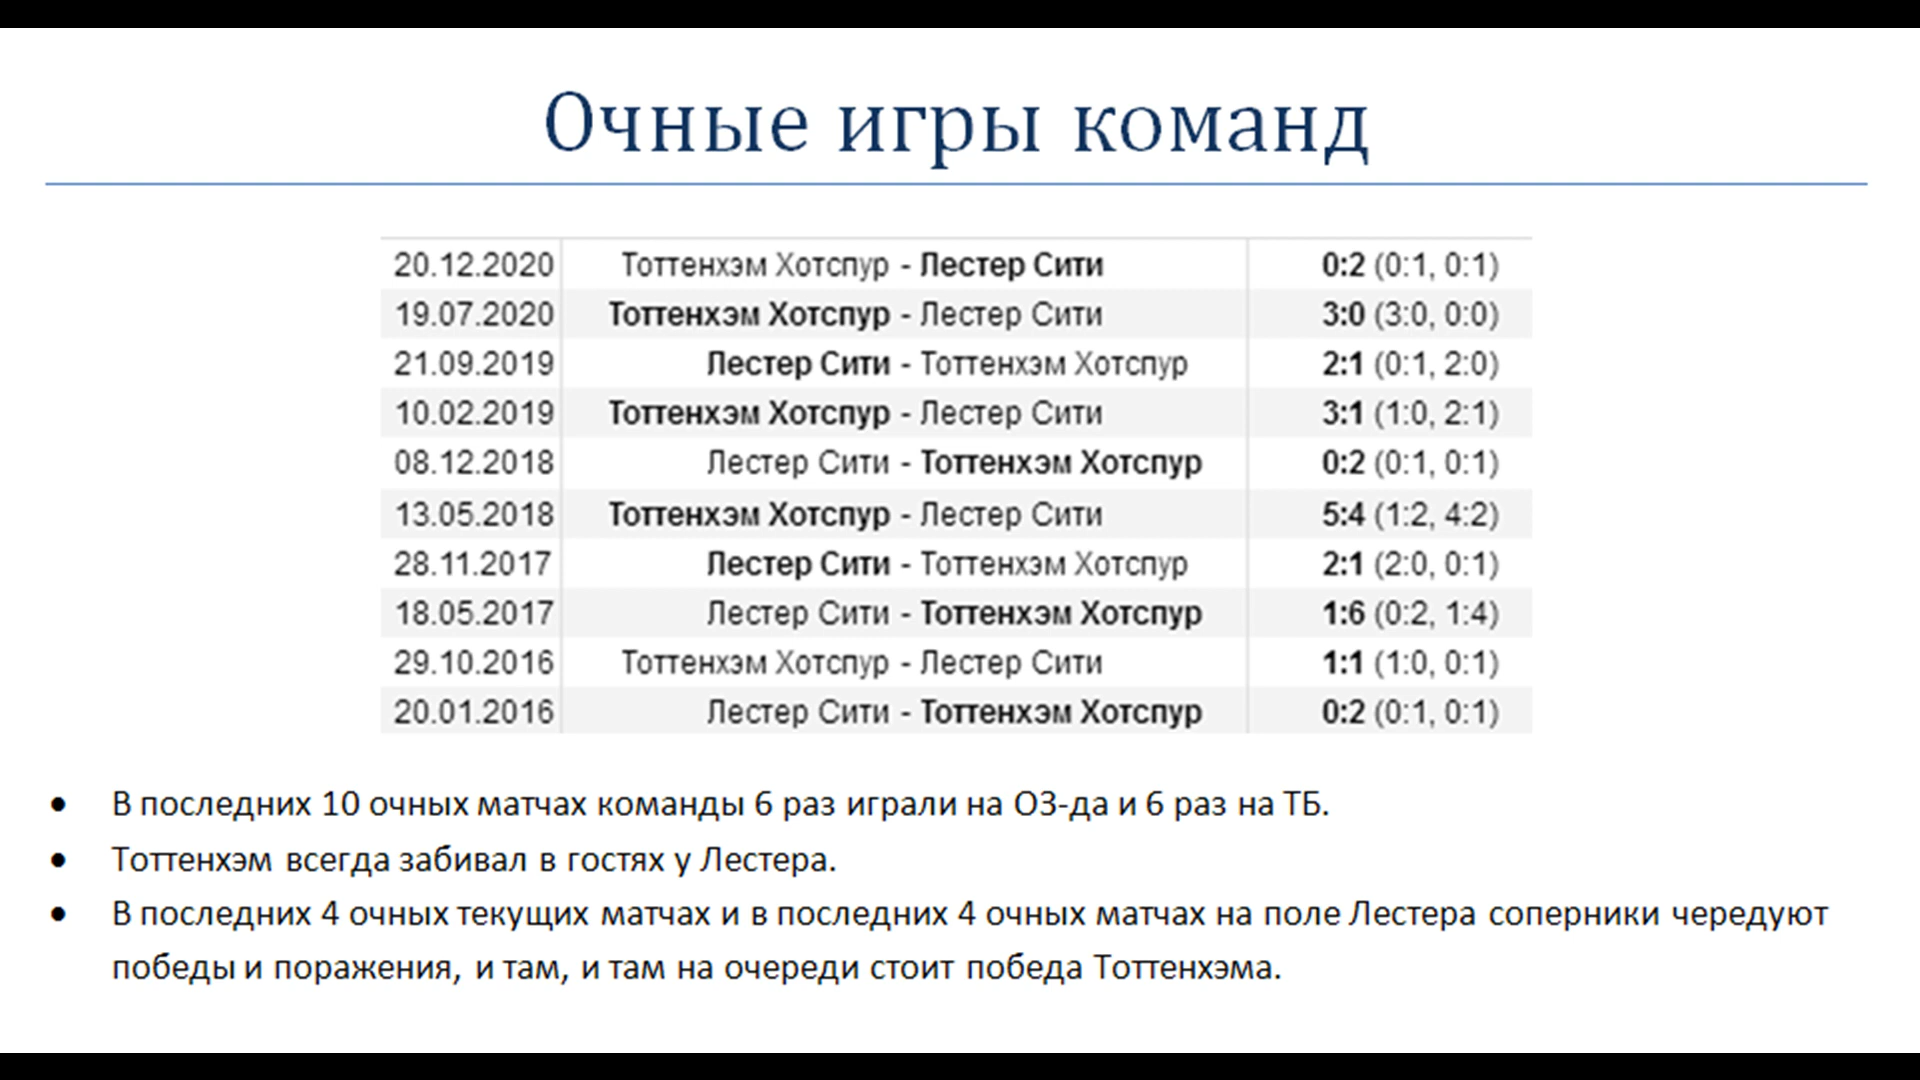 Очные игры команд
20.12.2020 Тоттенхэм Хотспур - Лестер Сити 0:2 (0:1, 0:1)
19.07.2020 Тоттенхэм Хотспур - Лестер Сити 3:0 (3:0, 0:0)
21.09.2019 Лестер Сити - Тоттенхэм Хотспур 2:1 (0:1, 2:0)
10.02.2019 Тоттенхэм Хотспур - Лестер Сити 3:1 (1:0, 2:1)
08.12.2018 Лестер Сити - Тоттенхэм Хотспур 0:2 (0:1, 0:1)
13.05.2018 Тоттенхэм Хотспур - Лестер Сити 5:4 (1:2, 4:2)
28.11.2017 Лестер Сити - Тоттенхэм Хотспур 2:1 (2:0, 0:1)
18.05.2017 Лестер Сити - Тоттенхэм Хотспур 1:6 (0:2, 1:4)
29.10.2016 Тоттенхэм Хотспур - Лестер Сити 1:1 (1:0, 0:1)
20.01.2016 Лестер Сити - Тоттенхэм Хотспур 0:2 (0:1, 0:1)
• В последних 10 очных матчах команды 6 раз играли на ОЗ-да и 6 раз на ТБ.
• Тоттенхэм всегда забивал в гостях у Лестера.
• В последних 4 очных текущих матчах и в последних 4 очных матчах на поле Лестера соперники чередуют
победы и поражения, и там, и там на очереди стоит победа Тоттенхэма.